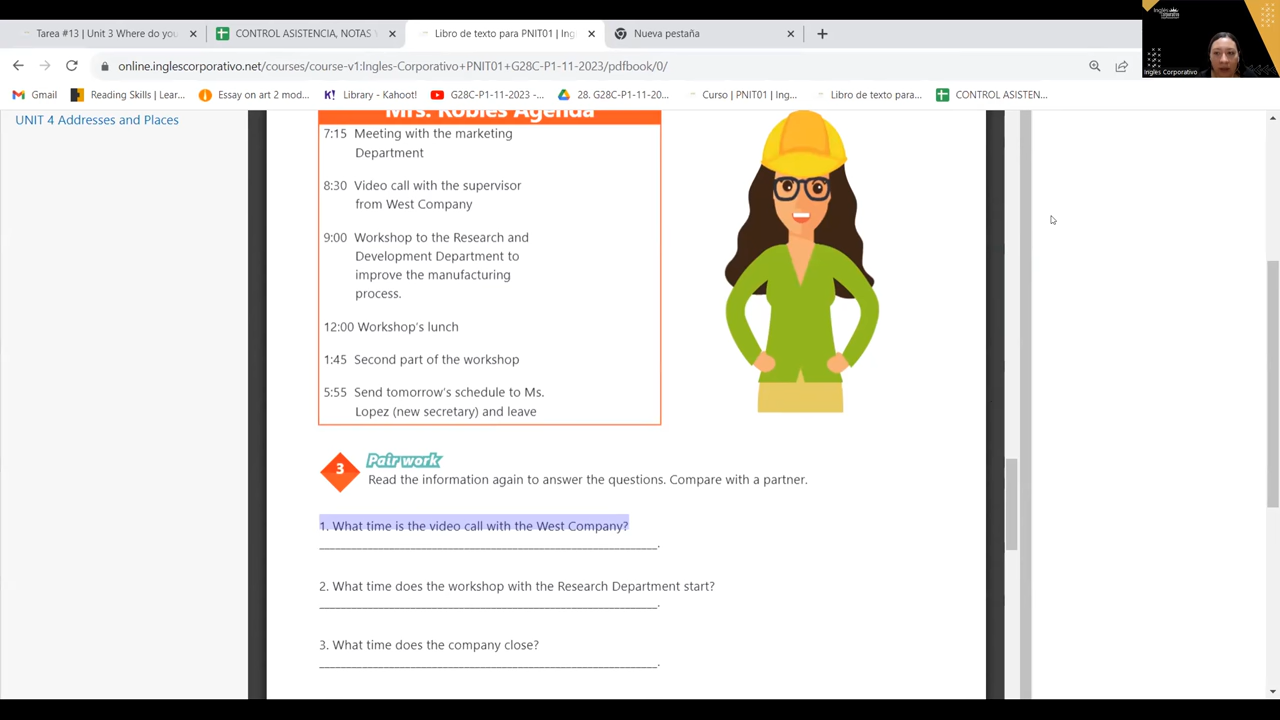 Tarea #13 | Unit 3 Where do you
CONTROL ASISTENCIA, NOTAS
Libro de texto para PNIT01 | Ing
Nueva pestaña
online.inglescorporativo.net/courses/course-v1:Ingles-Corporativo+PNIT01+G28C-P1-11-2023/pdfbook/0/
Gmail
Reading Skills | Lear...
Essay on art 2 mod...
Library - Kahoot!
G28C-P1-11-2023 -...
28. G28C-P1-11-20...
Curso | PNIT01 | Ing...
Libro de texto para...
CONTROL ASISTEN...
Ingles Corporativo
UNIT 4 Addresses and Places
Mrs. Robles Agenda
7:15 Meeting with the marketing
Department
8:30 Video call with the supervisor
from West Company
9:00 Workshop to the Research and
Development Department to
improve the manufacturing
process.
12:00 Workshop's lunch
1:45 Second part of the workshop
5:55 Send tomorrow's schedule to Ms.
Lopez (new secretary) and leave
3
Pair work
Read the information again to answer the questions. Compare with a partner.
1. What time is the video call with the West Company?
2. What time does the workshop with the Research Department start?
3. What time does the company close?